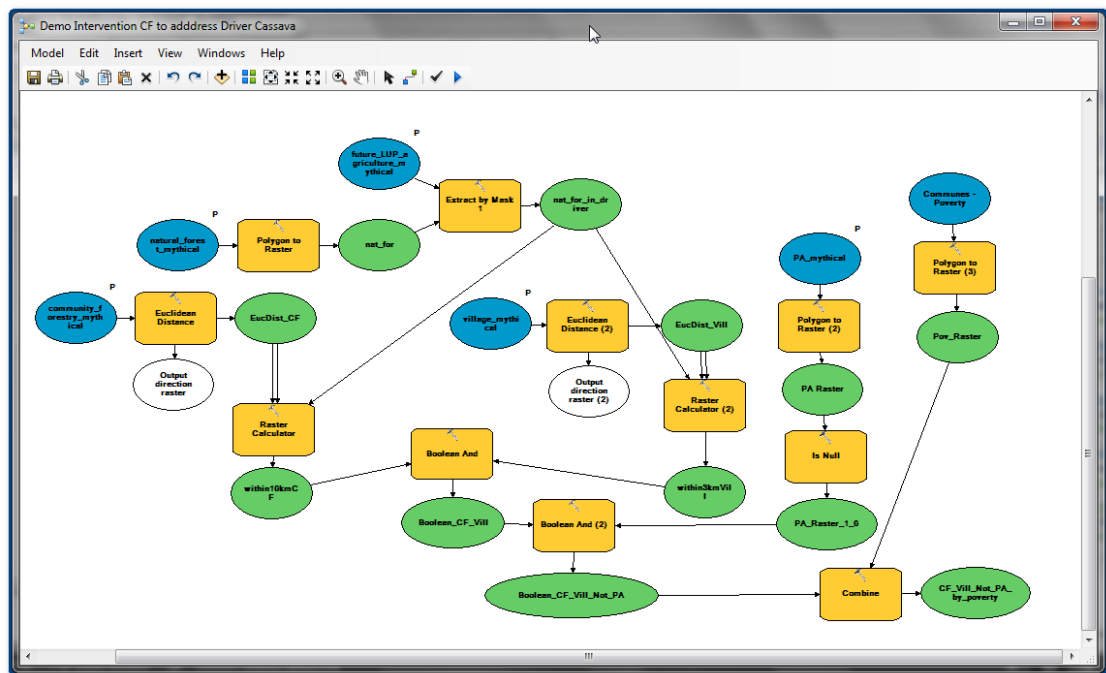 Demo Intervention CF to adddress Driver Cassava
Model Edit Insert View Windows Help
P
future_LUP_a
griculture_m
ythical
Extract by Mask
1
nat_for_in_dr
iver
Communes -
Poverty
P
natural_fores
t_mythical
Polygon to
Raster
nat_for
P
PA_mythical
Polygon to
Raster (3)
P
community_f
orestry_myth
ical
Euclidean
Distance
EucDist_CF
P
village_mythi
cal
Euclidean
Distance (2)
EucDist_Vill
Polygon to
Raster (2)
Pov_Raster
Output
direction
raster
Output
direction
raster (2)
PA Raster
Raster
Calculator
Raster
Calculator (2)
Boolean And
Is Null
within10kmC
F
within3kmVil
l
Boolean_CF_Vill
Boolean And (2)
PA_Raster_1_0
Boolean_CF_Vill_Not_PA
Combine
CF_Vill_Not_PA_
by_poverty